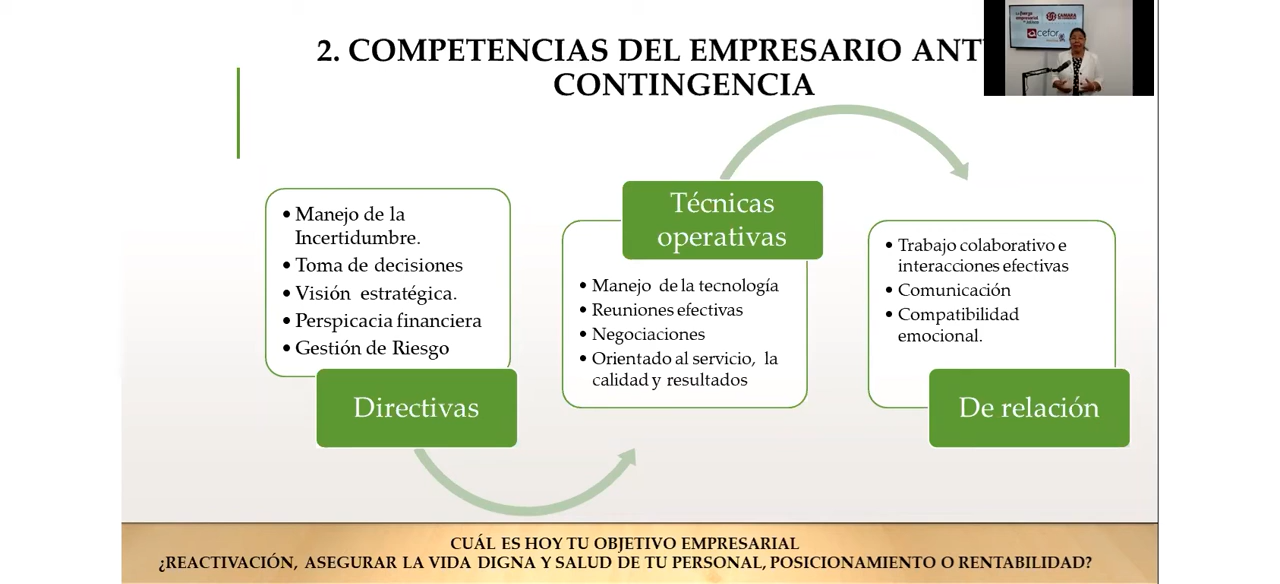 2. COMPETENCIAS DEL EMPRESARIO ANT
CONTINGENCIA
CAMARA
cefor
• Manejo de la
Incertidumbre.
• Toma de decisiones
• Visión estratégica.
• Perspicacia financiera
• Gestión de Riesgo
Directivas
Técnicas
operativas
• Manejo de la tecnología
• Reuniones efectivas
• Negociaciones
• Orientado al servicio, la
calidad y resultados
• Trabajo colaborativo e
interacciones efectivas
• Comunicación
• Compatibilidad
emocional.
De relación
CUÁL ES HOY TU OBJETIVO EMPRESARIAL
¿REACTIVACIÓN, ASEGURAR LA VIDA DIGNA Y SALUD DE TU PERSONAL, POSICIONAMIENTO O RENTABILIDAD?